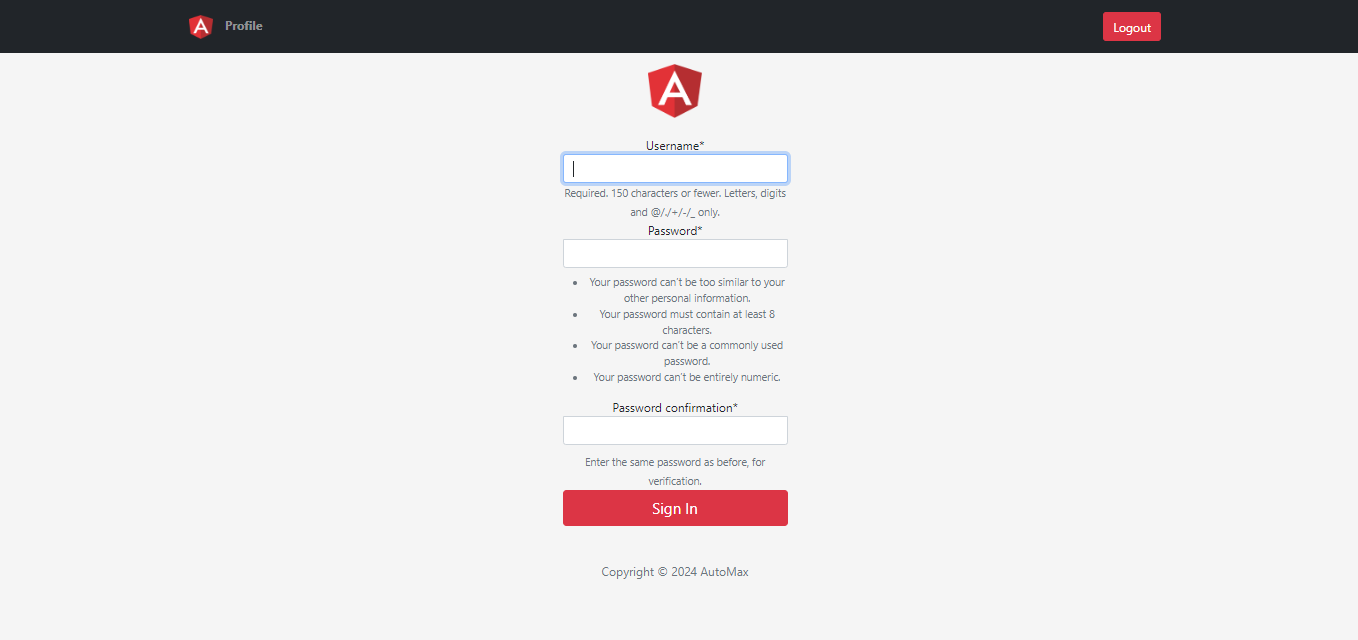 Profile
Logout
Username*
Required. 150 characters or fewer. Letters, digits
and @/./+/-/_ only.
Password*
Your password can't be too similar to your
other personal information.
Your password must contain at least 8
characters.
Your password can't be a commonly used
password.
Your password can't be entirely numeric.
Password confirmation*
Enter the same password as before, for
verification.
Sign In
Copyright © 2024 AutoMax